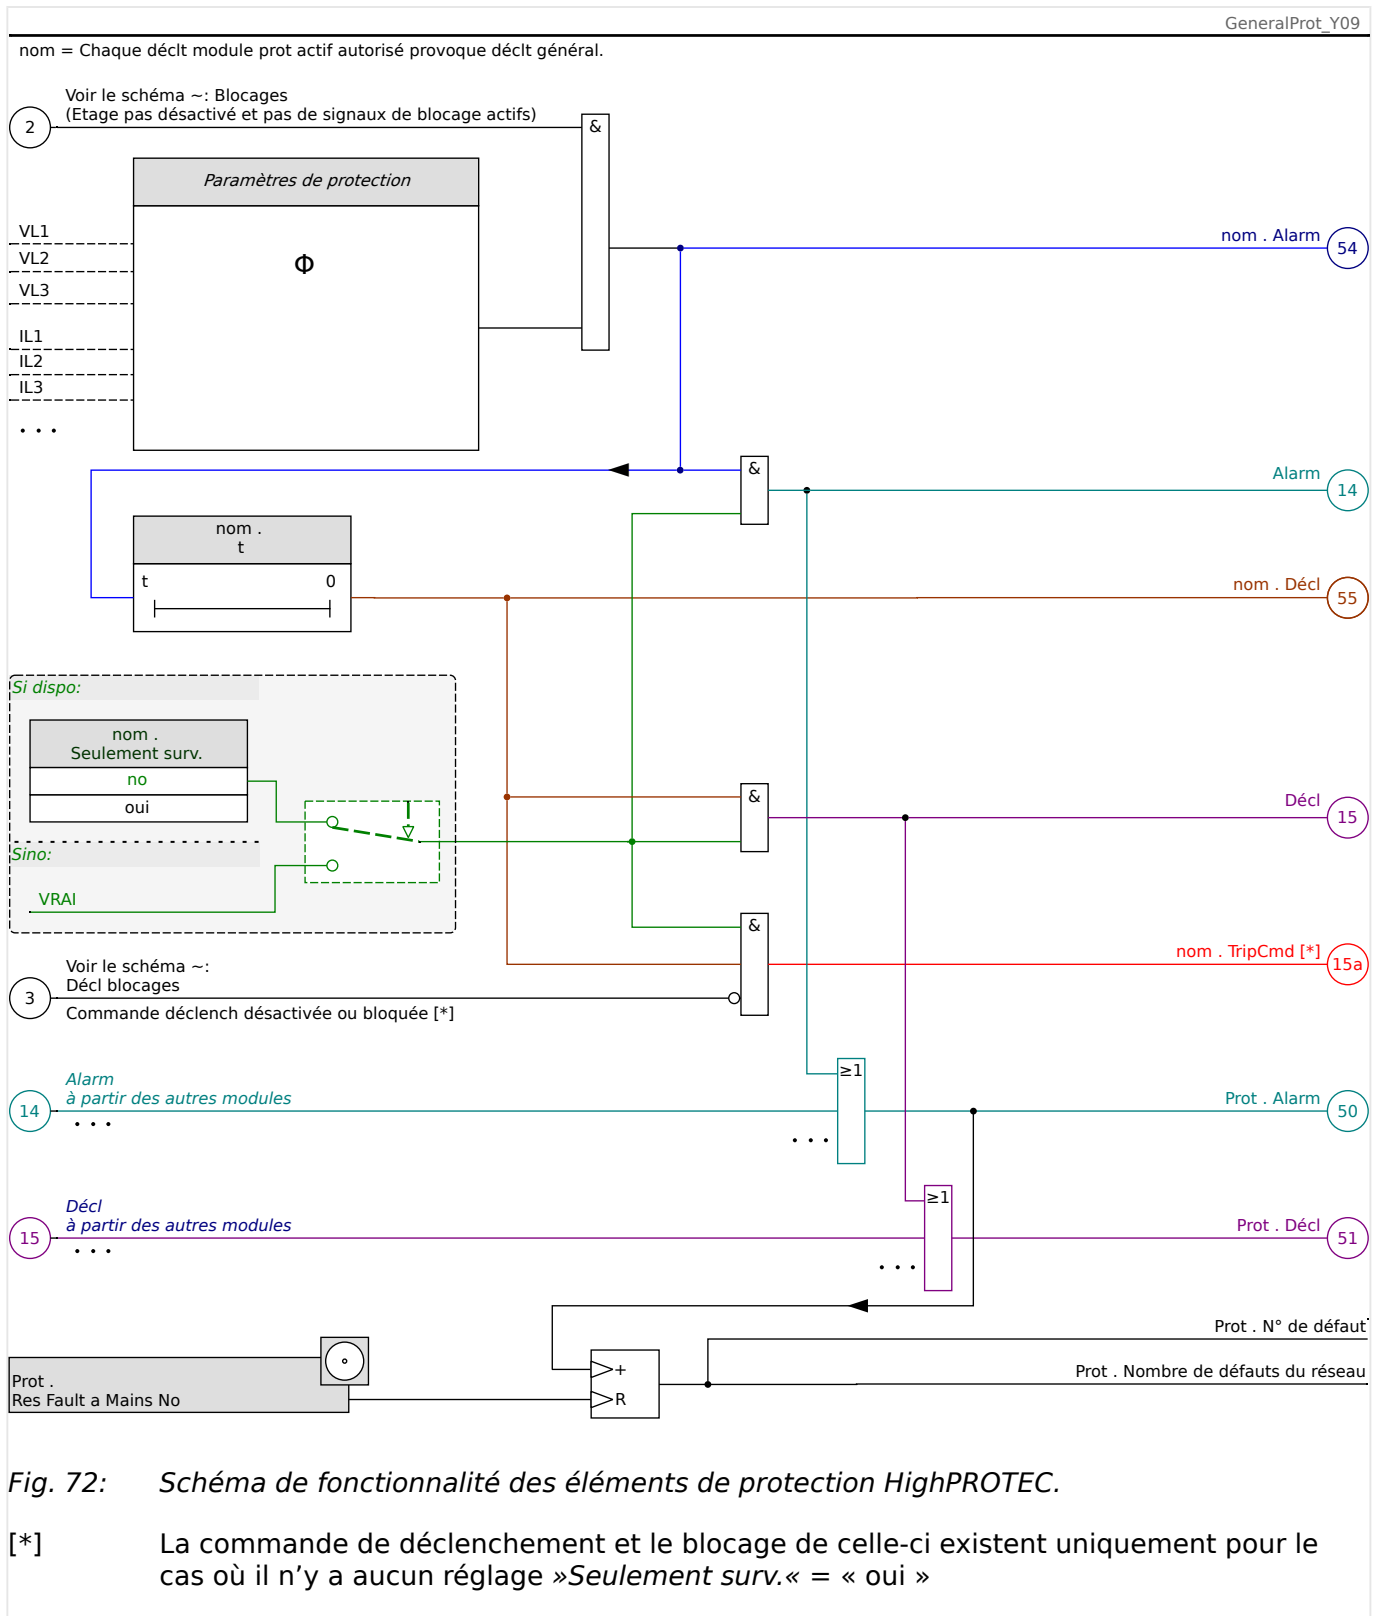 GeneralProt_Y09
nom = Chaque déclt module prot actif autorisé provoque déclt général.
Voir le schéma ~: Blocages
(Etage pas désactivé et pas de signaux de blocage actifs)
2
&
Paramètres de protection
Φ
VL1
VL2
VL3
IL1
IL2
IL3
. . .
nom . Alarm
54
&
Alarm
14
nom .
t
t 0
nom . Décl
55
Si dispo:
nom .
Seulement surv.
no
oui
Sino:
VRAI
&
Décl
15
&
nom . TripCmd [*]
15a
Voir le schéma ~:
Décl blocages
3
Commande déclench désactivée ou bloquée [*]
≥1
Alarm
à partir des autres modules
14
. . .
. . .
Prot . Alarm
50
≥1
Décl
à partir des autres modules
15
. . .
. . .
Prot . Décl
51
Prot . N° de défaut
Prot . Nombre de défauts du réseau
+
R
Prot .
Res Fault a Mains No
Fig. 72: Schéma de fonctionnalité des éléments de protection HighPROTEC.
[*] La commande de déclenchement et le blocage de celle-ci existent uniquement pour le
cas où il n’y a aucun réglage »Seulement surv.« = « oui »